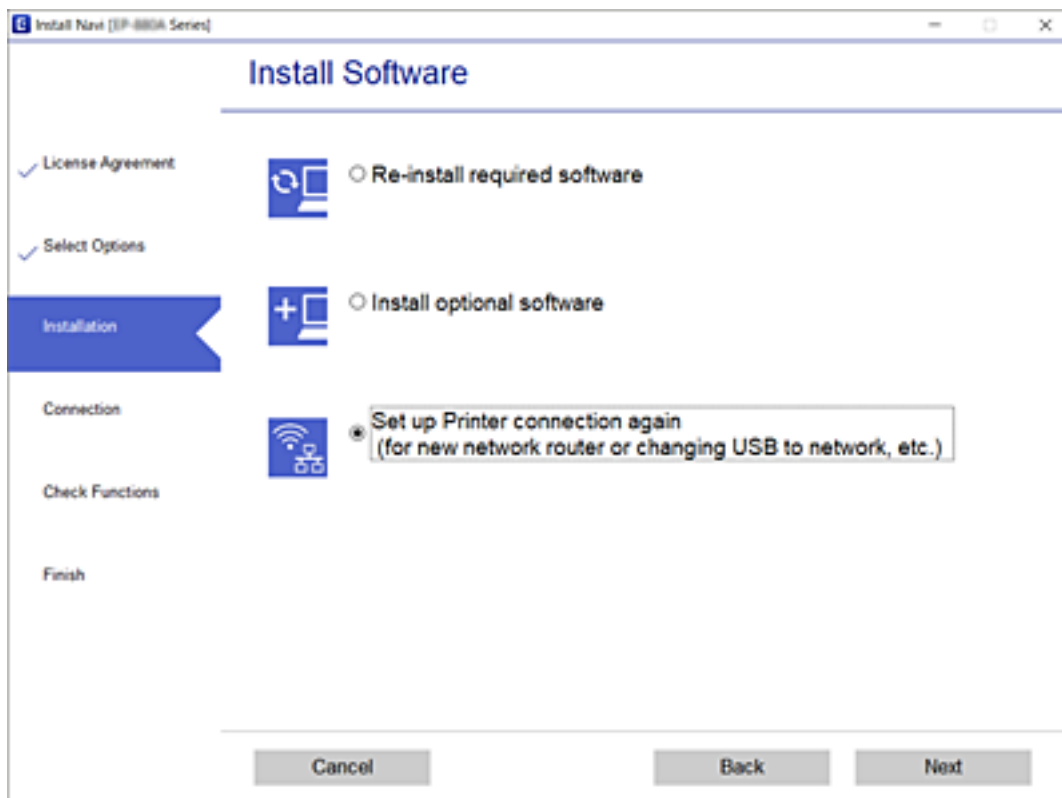 Install Navi [EP-880A Series]
Install Software
License Agreement
Select Options
Installation
Connection
Check Functions
Finish
Re-install required software
Install optional software
Set up Printer connection again
(for new network router or changing USB to network, etc.)
Cancel
Back
Next